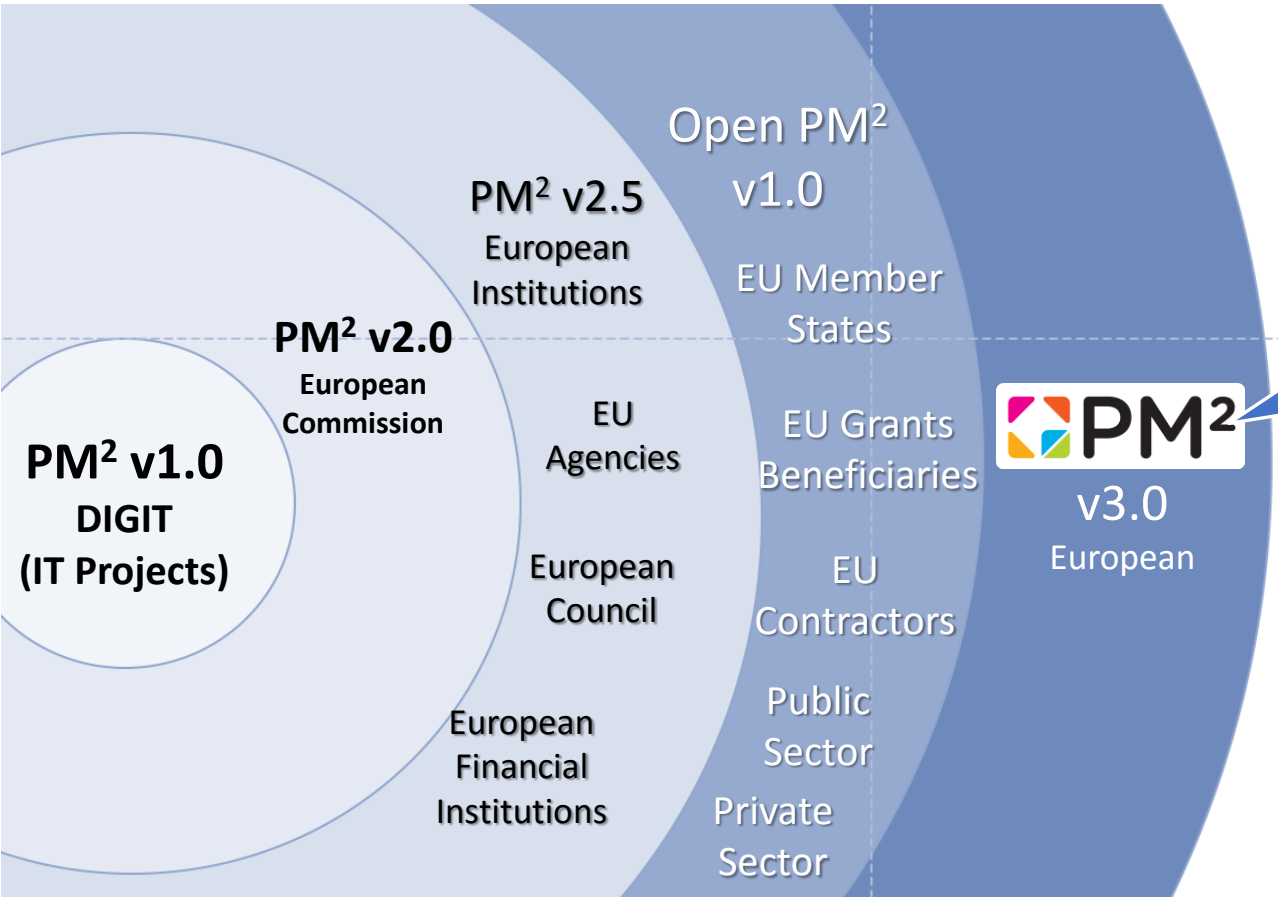 PM² v1.0
DIGIT
(IT Projects)
PM² v2.0
European
Commission
PM² v2.5
European
Institutions
EU
Agencies
European
Council
European
Financial
Institutions
Open PM²
v1.0
EU Member
States
EU Grants
Beneficiaries
EU
Contractors
Public
Sector
Private
Sector
PM²
v3.0
European